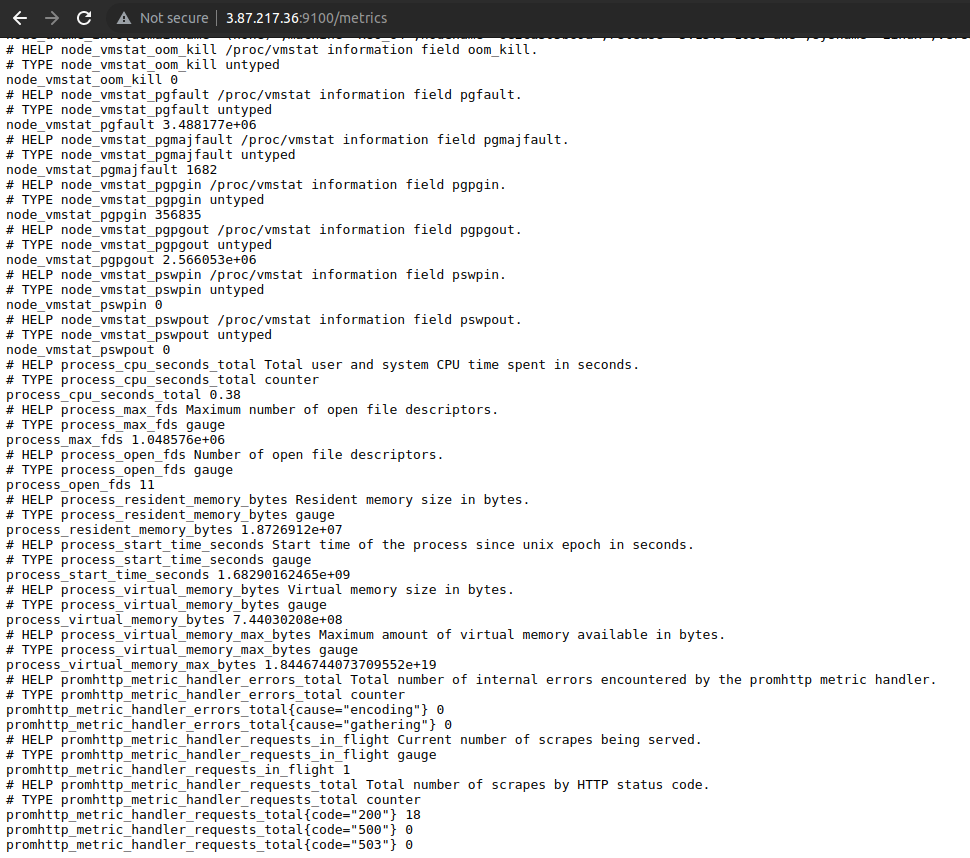 Not secure 3.87.217.36:9100/metrics
# HELP node_vmstat_oom_kill /proc/vmstat information field oom_kill.
# TYPE node_vmstat_oom_kill untyped
node_vmstat_oom_kill 0
# HELP node_vmstat_pgfault /proc/vmstat information field pgfault.
# TYPE node_vmstat_pgfault untyped
node_vmstat_pgfault 3.488177e+06
# HELP node_vmstat_pgmajfault /proc/vmstat information field pgmajfault.
# TYPE node_vmstat_pgmajfault untyped
node_vmstat_pgmajfault 1682
# HELP node_vmstat_pgpgin /proc/vmstat information field pgpgin.
# TYPE node_vmstat_pgpgin untyped
node_vmstat_pgpgin 356835
# HELP node_vmstat_pgpgout /proc/vmstat information field pgpgout.
# TYPE node_vmstat_pgpgout untyped
node_vmstat_pgpgout 2.566053e+06
# HELP node_vmstat_pswpin /proc/vmstat information field pswpin.
# TYPE node_vmstat_pswpin untyped
node_vmstat_pswpin 0
# HELP node_vmstat_pswpout /proc/vmstat information field pswpout.
# TYPE node_vmstat_pswpout untyped
node_vmstat_pswpout 0
# HELP process_cpu_seconds_total Total user and system CPU time spent in seconds.
# TYPE process_cpu_seconds_total counter
process_cpu_seconds_total 0.38
# HELP process_max_fds Maximum number of open file descriptors.
# TYPE process_max_fds gauge
process_max_fds 1.048576e+06
# HELP process_open_fds Number of open file descriptors.
# TYPE process_open_fds gauge
process_open_fds 11
# HELP process_resident_memory_bytes Resident memory size in bytes.
# TYPE process_resident_memory_bytes gauge
process_resident_memory_bytes 1.8726912e+07
# HELP process_start_time_seconds Start time of the process since unix epoch in seconds.
# TYPE process_start_time_seconds gauge
process_start_time_seconds 1.68290162465e+09
# HELP process_virtual_memory_bytes Virtual memory size in bytes.
# TYPE process_virtual_memory_bytes gauge
process_virtual_memory_bytes 7.44030208e+08
# HELP process_virtual_memory_max_bytes Maximum amount of virtual memory available in bytes.
# TYPE process_virtual_memory_max_bytes gauge
process_virtual_memory_max_bytes 1.8446744073709552e+19
# HELP promhttp_metric_handler_errors_total Total number of internal errors encountered by the promhttp metric handler.
# TYPE promhttp_metric_handler_errors_total counter
promhttp_metric_handler_errors_total{cause="encoding"} 0
promhttp_metric_handler_errors_total{cause="gathering"} 0
# HELP promhttp_metric_handler_requests_in_flight Current number of scrapes being served.
# TYPE promhttp_metric_handler_requests_in_flight gauge
promhttp_metric_handler_requests_in_flight 1
# HELP promhttp_metric_handler_requests_total Total number of scrapes by HTTP status code.
# TYPE promhttp_metric_handler_requests_total counter
promhttp_metric_handler_requests_total{code="200"} 18
promhttp_metric_handler_requests_total{code="500"} 0
promhttp_metric_handler_requests_total{code="503"} 0